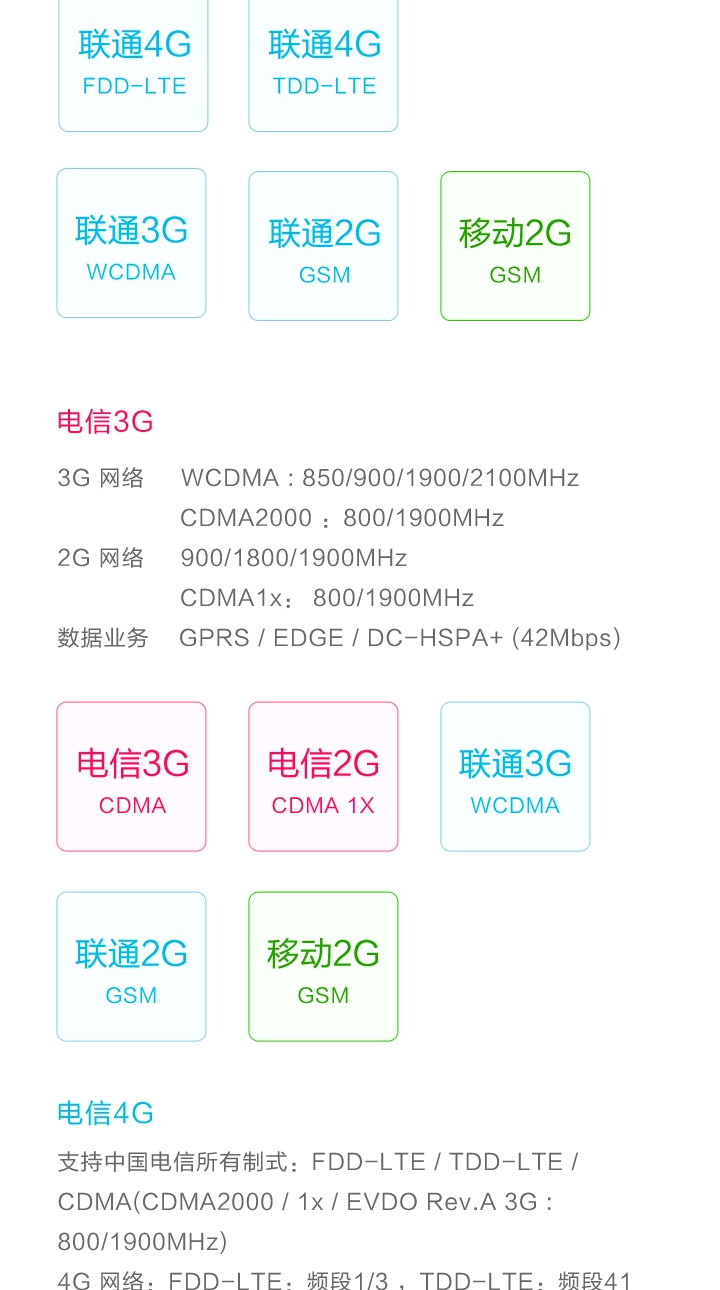 联通4G 联通4G
FDD-LTE TDD-LTE
联通3G 联通2G 移动2G
WCDMA GSM GSM
电信3G
3G 网络 WCDMA : 850/900/1900/2100MHz
CDMA2000 : 800/1900MHz
2G 网络 900/1800/1900MHz
CDMA1x: 800/1900MHz
数据业务 GPRS / EDGE / DC-HSPA+ (42Mbps)
电信3G 电信2G 联通3G
CDMA CDMA 1X WCDMA
联通2G 移动2G
GSM GSM
电信4G
支持中国电信所有制式: FDD-LTE / TDD-LTE /
CDMA(CDMA2000 / 1x / EVDO Rev.A 3G :
800/1900MHz)
4G 网络: FDD-LTE: 频段1/3 , TDD-LTE: 频段41